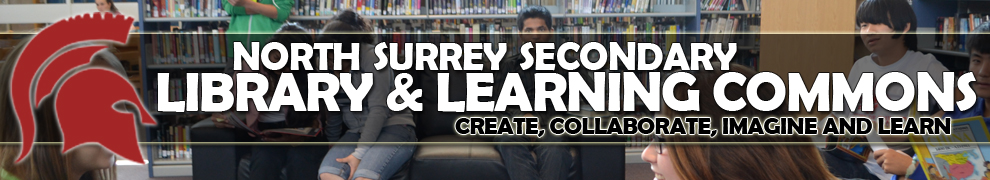 NORTH SURREY SECONDARY
LIBRARY & LEARNING COMMONS
CREATE, COLLABORATE, IMAGINE AND LEARN